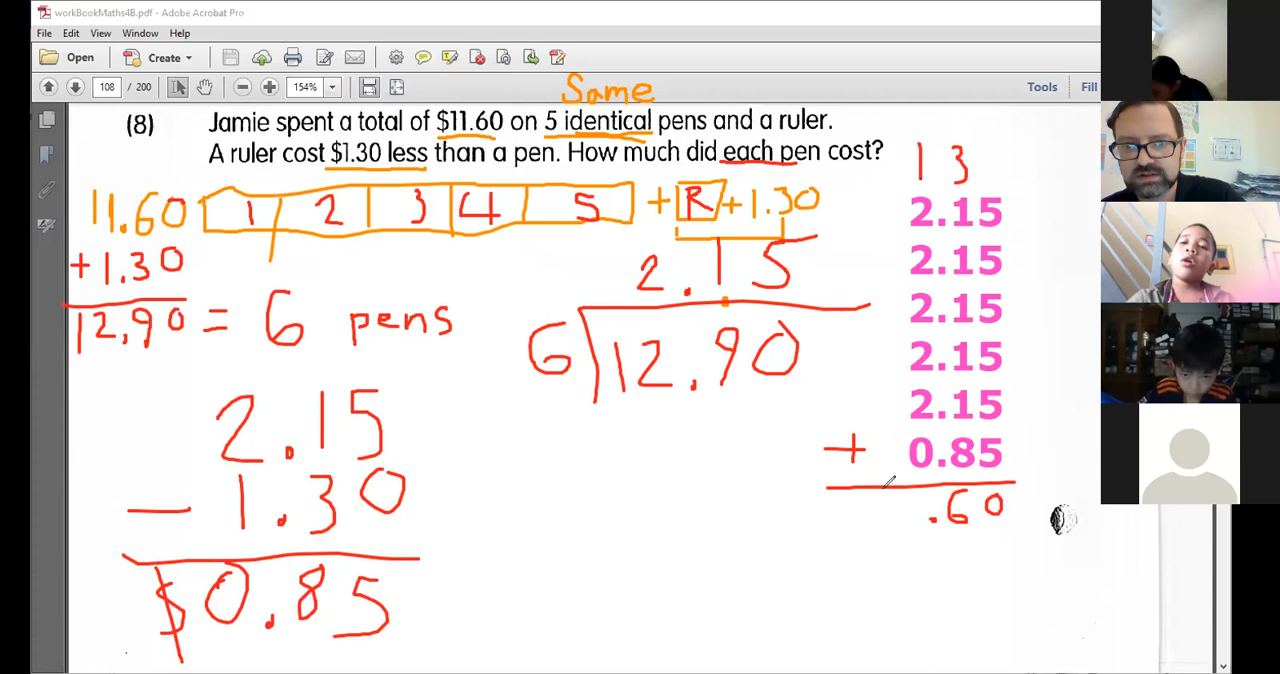 workBookMaths4B.pdf - Adobe Acrobat Pro
File Edit View Window Help
Open Create
108 / 200 154% Tools Fill
Same
(8) Jamie spent a total of $11.60 on 5 identical pens and a ruler.
A ruler cost $1.30 less than a pen. How much did each pen cost?
11.60 1 2 3 4 5 + R + 1.30
+ 1.30
12.90 = 6 pens
2.15
6 12.90
2.15
- 1.30
$0.85
1 3
2.15
2.15
2.15
2.15
2.15
+ 0.85
.60